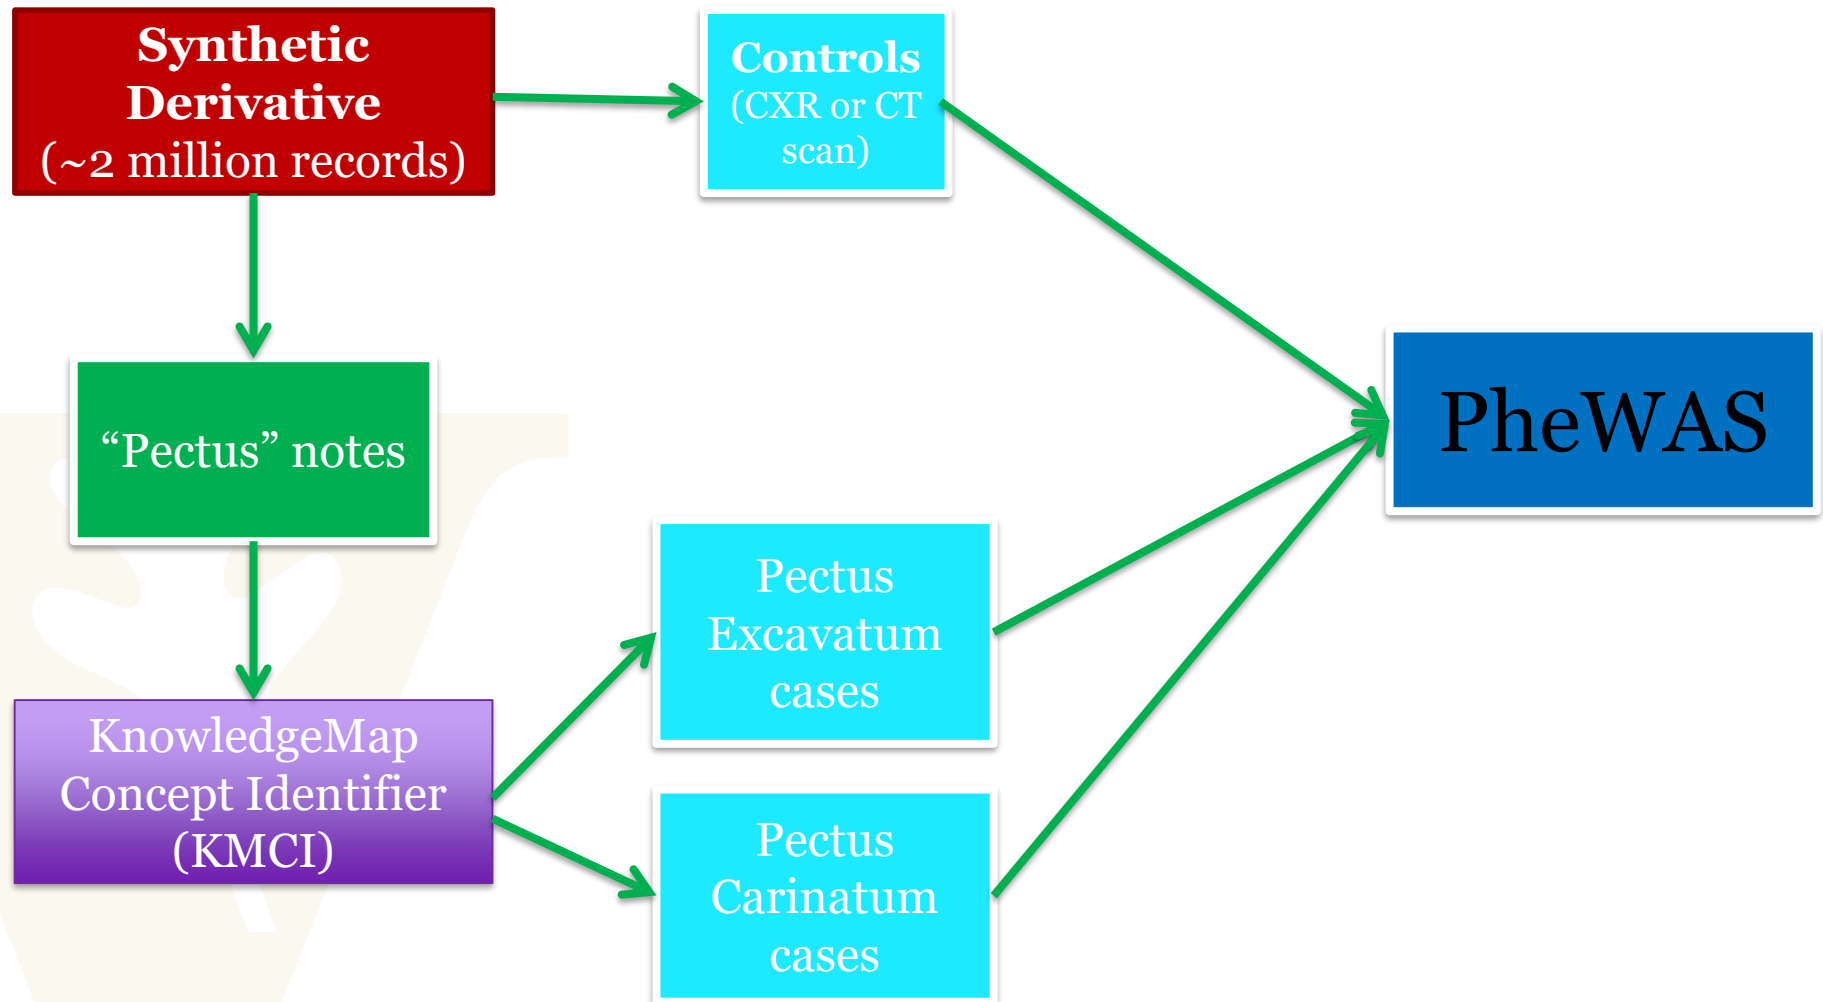 Synthetic
Derivative
(~2 million records)
Controls
(CXR or CT
scan)
“Pectus” notes
PheWAS
KnowledgeMap
Concept Identifier
(KMCI)
Pectus
Excavatum
cases
Pectus
Carinatum
cases